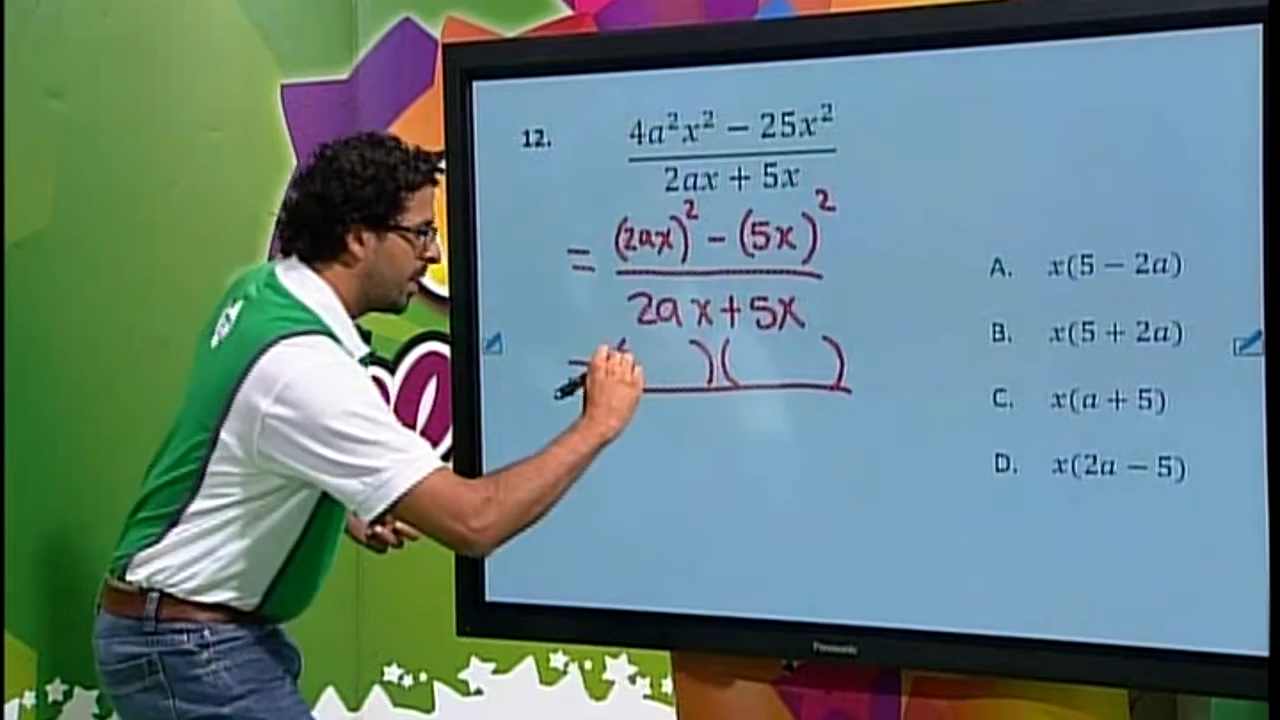 12.
4a²x² − 25x²
2ax + 5x
= (2ax)² - (5x)²
2ax+5x
= ( )( )
A. x(5 − 2a)
B. x(5 + 2a)
C. x(a + 5)
D. x(2a − 5)
Panasonic